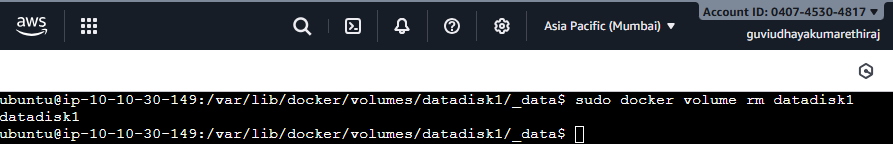 aws
Asia Pacific (Mumbai) ▼
Account ID: 0407-4530-4817 ▼
guviudhayakumarethiraj
ubuntu@ip-10-10-30-149:/var/lib/docker/volumes/datadisk1/_data$ sudo docker volume rm datadisk1
datadisk1
ubuntu@ip-10-10-30-149:/var/lib/docker/volumes/datadisk1/_data$